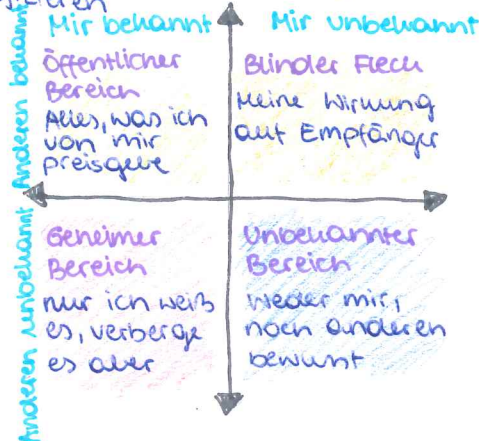 Mir bekannt
Mir unbekannt
Anderen bekannt
Öffentlicher
Bereich
Alles, was ich
von mir
preisgebe
Blinder Fleck
Meine Wirkung
auf Empfänger
Anderen unbekannt
Geheimer
Bereich
nur ich weiß
es, verberge
es aber
Unbekannter
Bereich
Weder mir,
noch anderen
bewusst